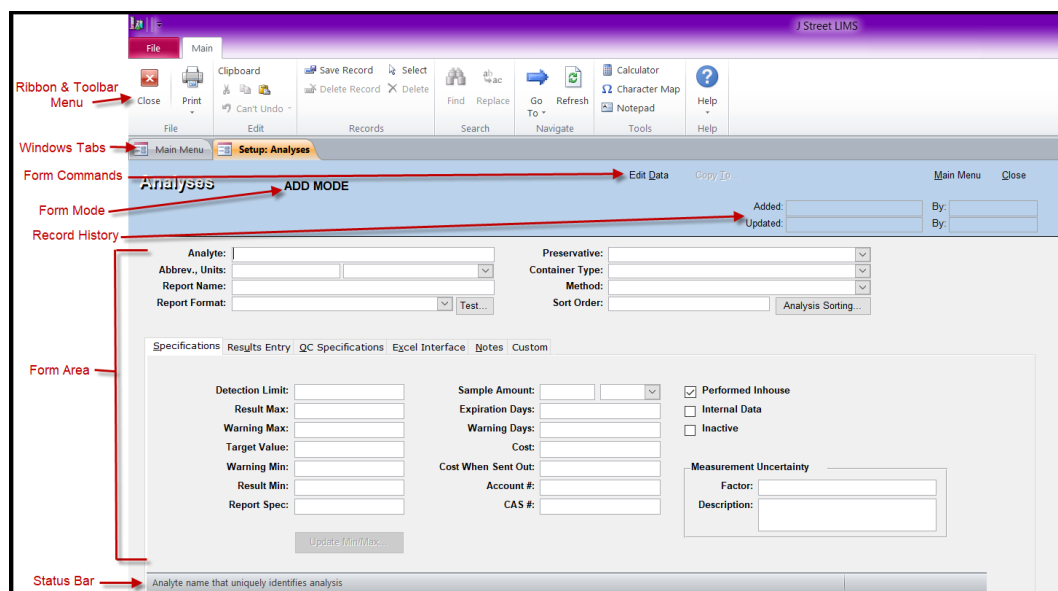 J Street LIMS
File Main
Ribbon & Toolbar Menu
Close
Print
Clipboard
Can't Undo
Save Record
Select
Delete Record
Delete
Find
Replace
Go To
Refresh
Calculator
Character Map
Notepad
Help
File Edit Records Search Navigate Tools Help
Windows Tabs
Main Menu
Setup: Analyses
Form Commands
Analyses
ADD MODE
Edit Data
Copy To
Main Menu
Close
Form Mode
Added: By:
Record History
Updated: By:
Analyte: Preservative:
Abbrev., Units: Container Type:
Report Name: Method:
Report Format: Test... Sort Order: Analysis Sorting...
Specifications Results Entry QC Specifications Excel Interface Notes Custom
Form Area
Detection Limit: Sample Amount: Performed Inhouse
Result Max: Expiration Days: Internal Data
Warning Max: Warning Days: Inactive
Target Value: Cost:
Warning Min: Cost When Sent Out: Measurement Uncertainty
Result Min: Account #: Factor:
Report Spec: CAS #: Description:
Update Min/Max...
Status Bar
Analyte name that uniquely identifies analysis